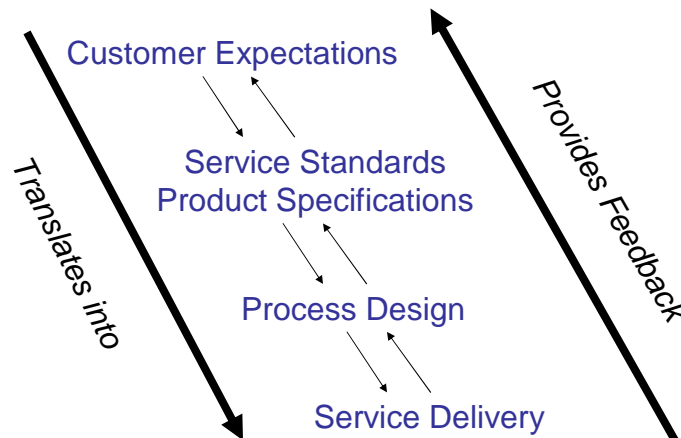 Customer Expectations
Service Standards
Product Specifications
Process Design
Service Delivery
Translates into
Provides Feedback